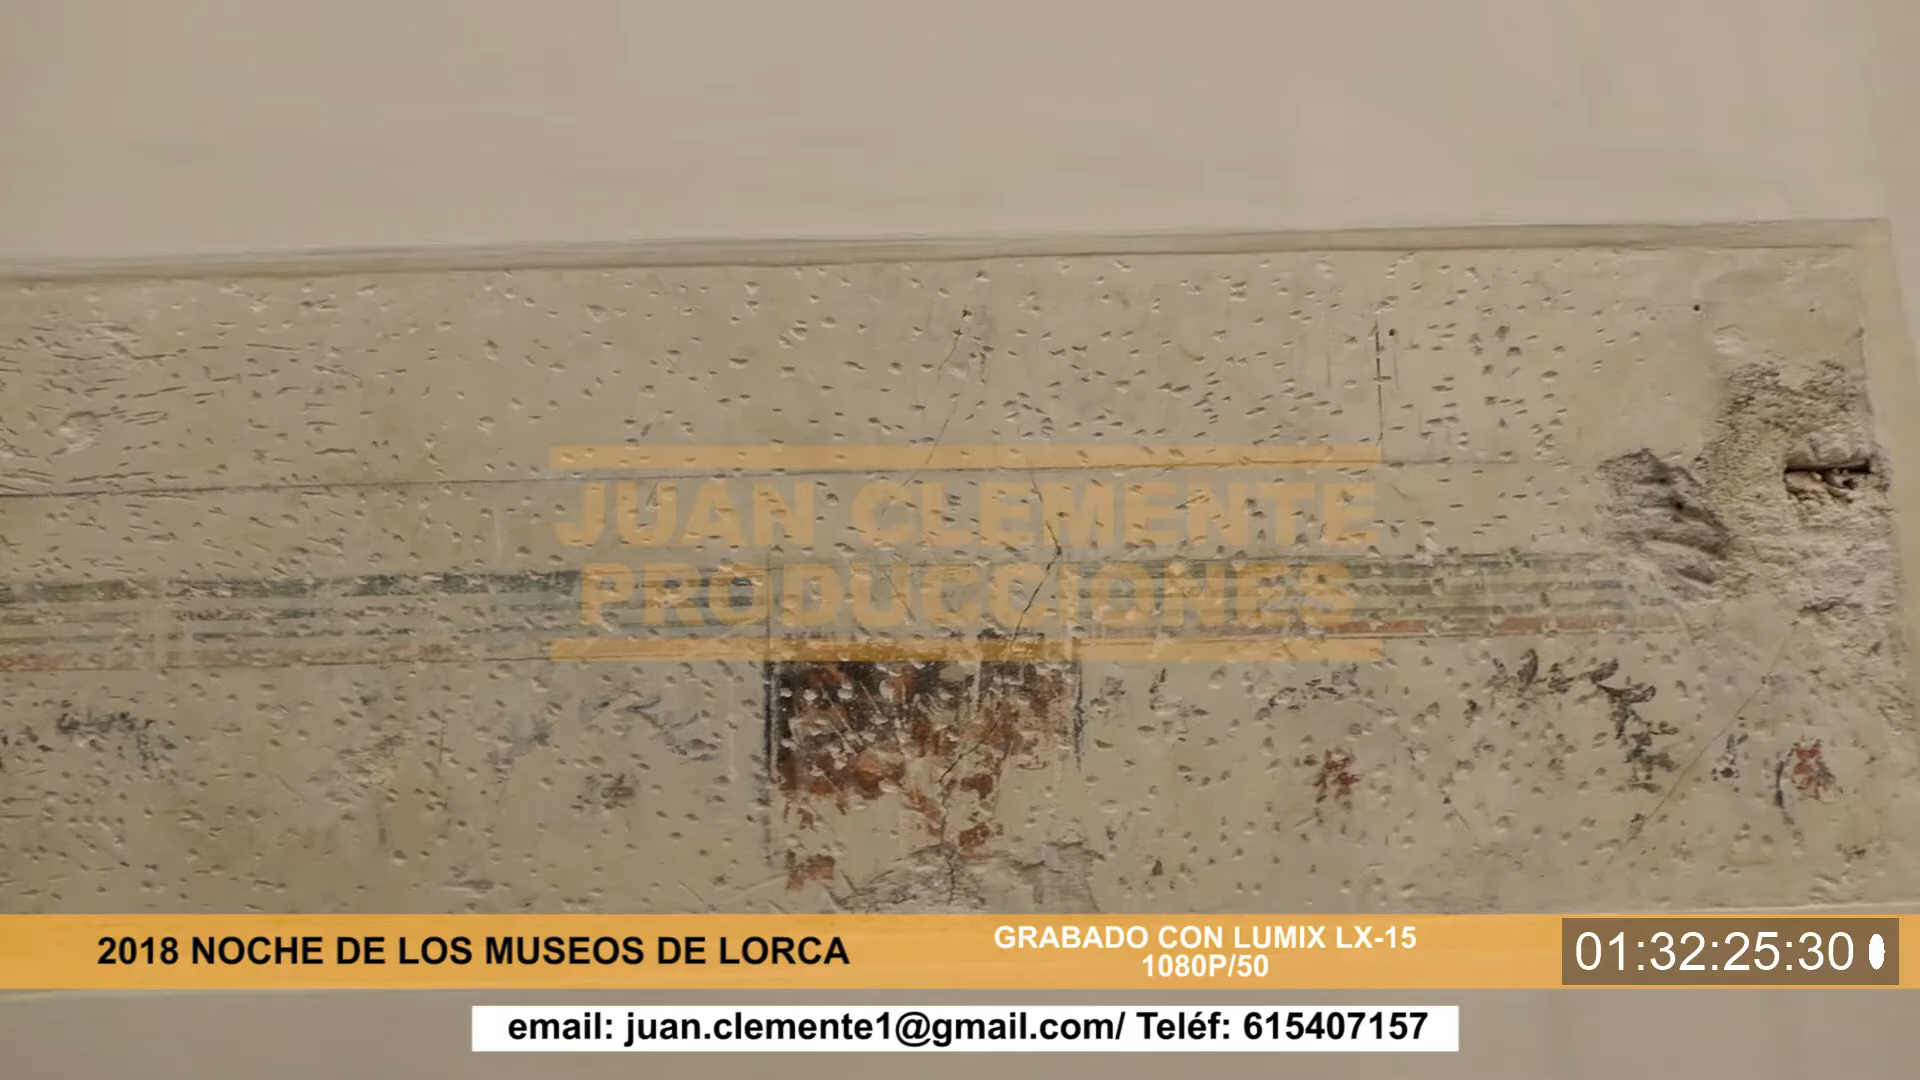 JUAN CLEMENTE
PRODUCCIONES
2018 NOCHE DE LOS MUSEOS DE LORCA
GRABADO CON LUMIX LX-15
1080P/50
01:32:25:30
email: juan.clemente1@gmail.com/ Teléf: 615407157